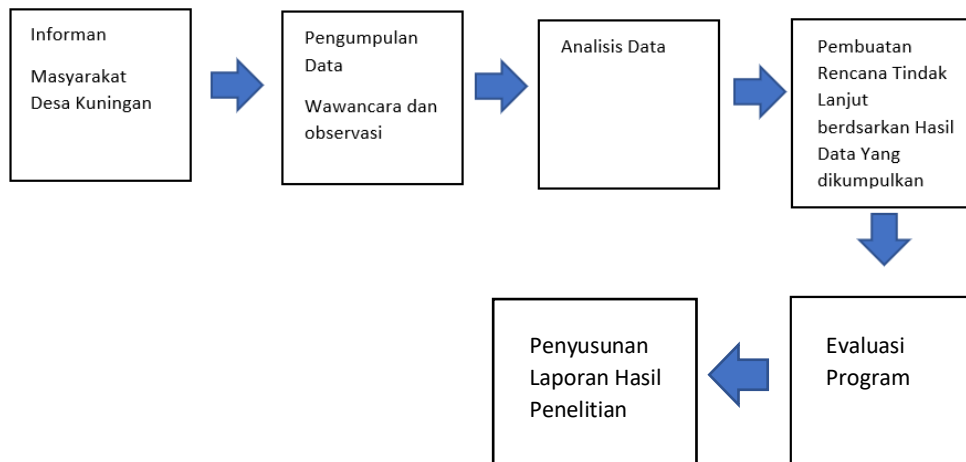 Informan
Masyarakat
Desa Kuningan
Pengumpulan
Data
Wawancara dan
observasi
Analisis Data
Pembuatan
Rencana Tindak
Lanjut
berdsarkan Hasil
Data Yang
dikumpulkan
Evaluasi
Program
Penyusunan
Laporan Hasil
Penelitian